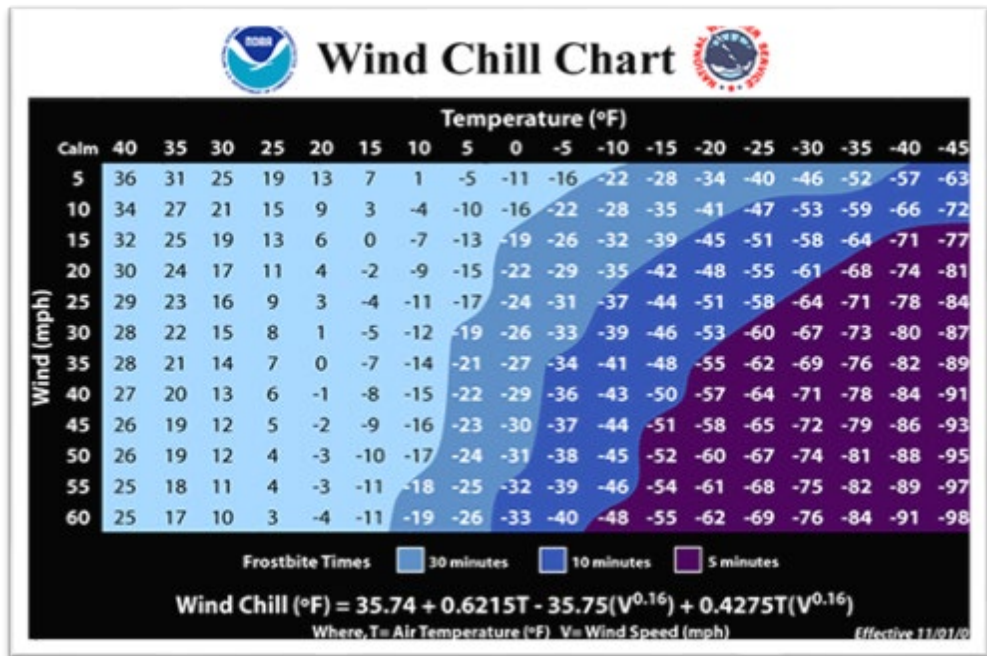 NOAA
Wind Chill Chart
NATIONAL WEATHER SERVICE
Temperature (ºF)
Calm 40 35 30 25 20 15 10 5 0 -5 -10 -15 -20 -25 -30 -35 -40 -45
5 36 31 25 19 13 7 1 -5 -11 -16 -22 -28 -34 -40 -46 -52 -57 -63
10 34 27 21 15 9 3 -4 -10 -16 -22 -28 -35 -41 -47 -53 -59 -66 -72
15 32 25 19 13 6 0 -7 -13 -19 -26 -32 -39 -45 -51 -58 -64 -71 -77
20 30 24 17 11 4 -2 -9 -15 -22 -29 -35 -42 -48 -55 -61 -68 -74 -81
25 29 23 16 9 3 -4 -11 -17 -24 -31 -37 -44 -51 -58 -64 -71 -78 -84
30 28 22 15 8 1 -5 -12 -19 -26 -33 -39 -46 -53 -60 -67 -73 -80 -87
35 28 21 14 7 0 -7 -14 -21 -27 -34 -41 -48 -55 -62 -69 -76 -82 -89
40 27 20 13 6 -1 -8 -15 -22 -29 -36 -43 -50 -57 -64 -71 -78 -84 -91
45 26 19 12 5 -2 -9 -16 -23 -30 -37 -44 -51 -58 -65 -72 -79 -86 -93
50 26 19 12 4 -3 -10 -17 -24 -31 -38 -45 -52 -60 -67 -74 -81 -88 -95
55 25 18 11 4 -3 -11 -18 -25 -32 -39 -46 -54 -61 -68 -75 -82 -89 -97
60 25 17 10 3 -4 -11 -19 -26 -33 -40 -48 -55 -62 -69 -76 -84 -91 -98
Wind (mph)
Frostbite Times 30 minutes 10 minutes 5 minutes
Wind Chill (ºF) = 35.74 + 0.6215T - 35.75(V^0.16) + 0.4275T(V^0.16)
Where, T= Air Temperature (ºF) V= Wind Speed (mph)
Effective 11/01/0